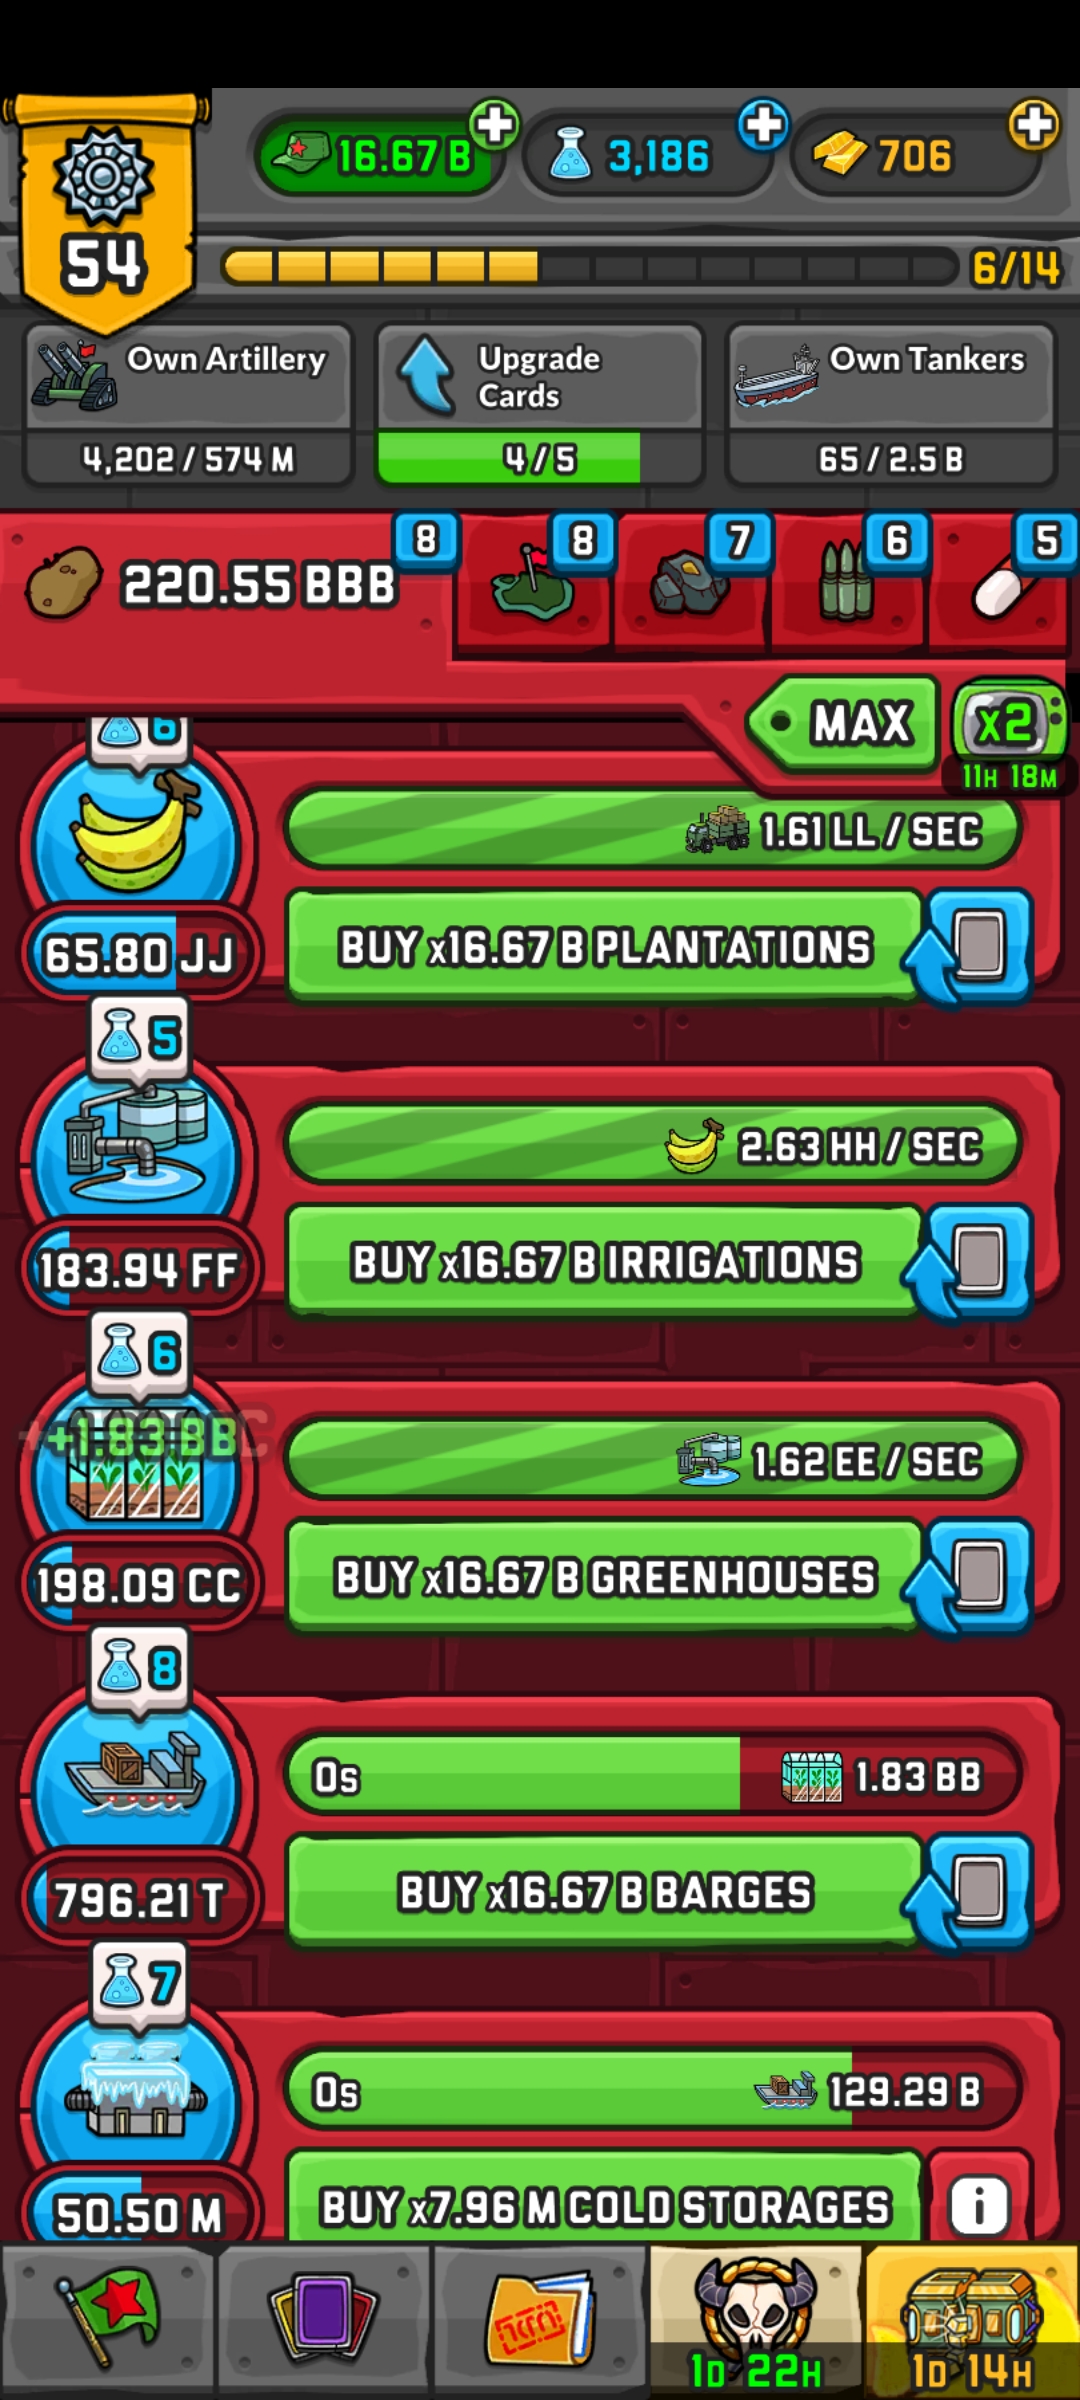 16.67 B
3,186
706
54
6/14
Own Artillery
4,202 / 574 M
Upgrade
Cards
4 / 5
Own Tankers
65 / 2.5 B
220.55 BBB
8
8
7
6
5
MAX
x2
11H 18M
6
1.61 LL / SEC
65.80 JJ
BUY x16.67 B PLANTATIONS
5
2.63 HH / SEC
183.94 FF
BUY x16.67 B IRRIGATIONS
6
+1.83 BB
1.62 EE / SEC
198.09 CC
BUY x16.67 B GREENHOUSES
8
0s
1.83 BB
796.21 T
BUY x16.67 B BARGES
7
0s
129.29 B
50.50 M
BUY x7.96 M COLD STORAGES
i
1D 22H
1D 14H